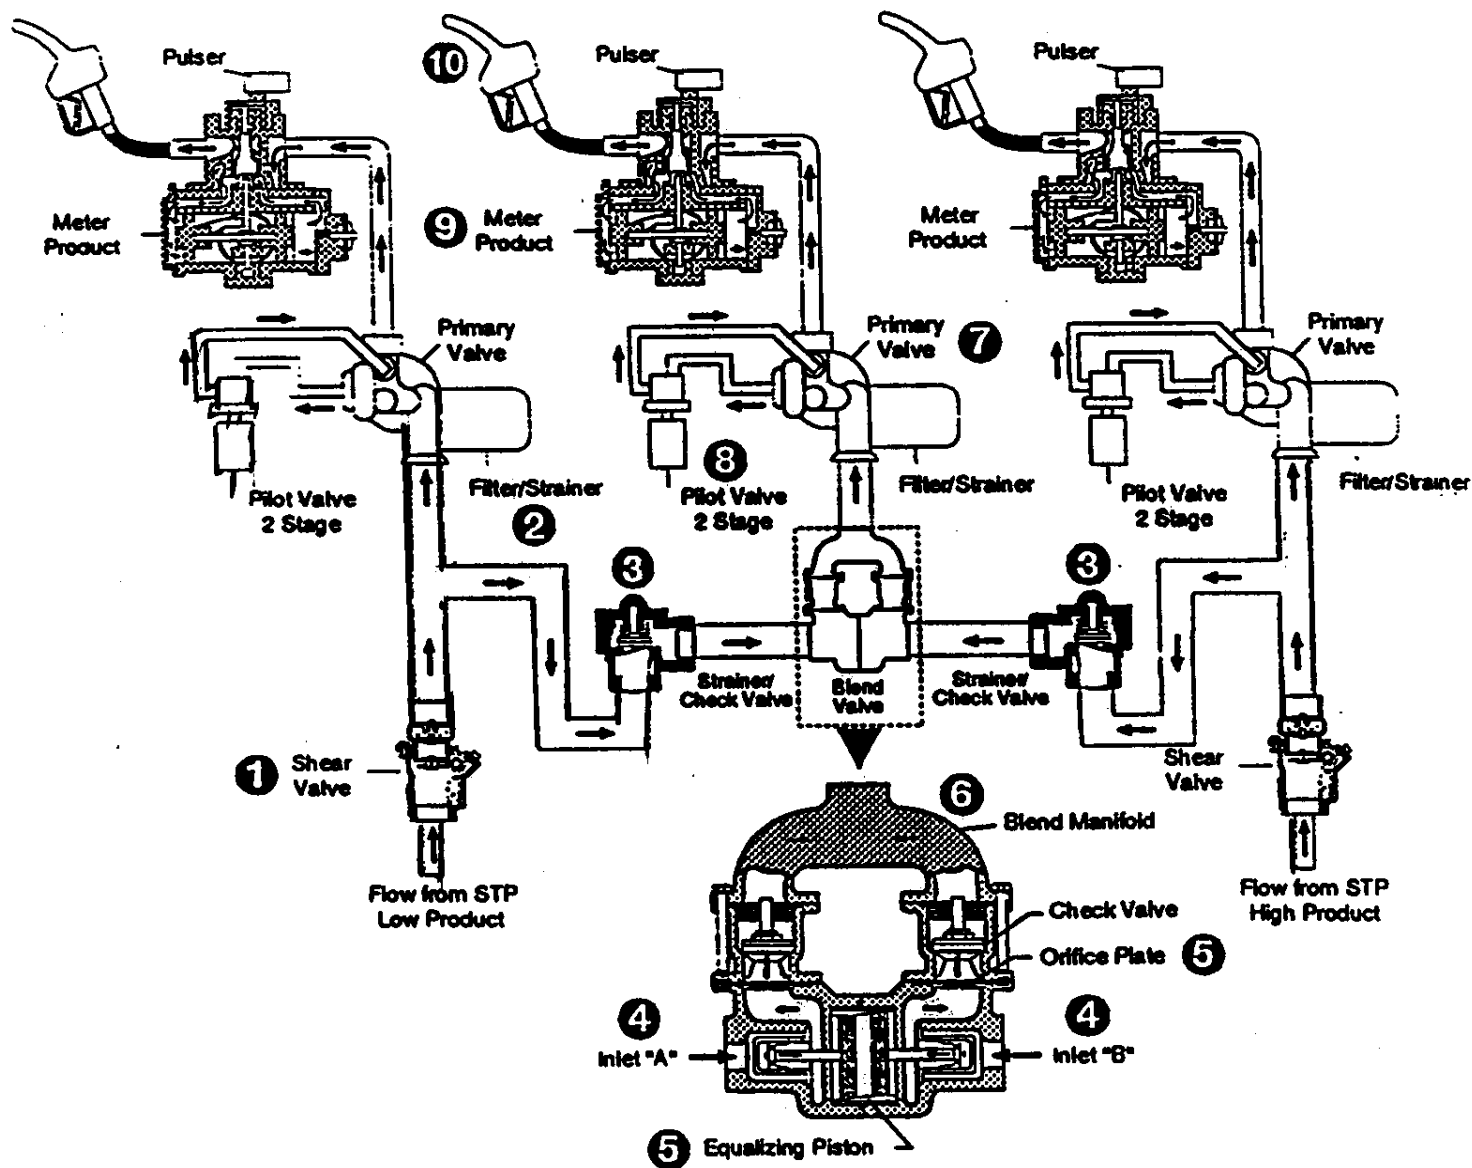 Pulser
10
Pulser
Pulser
Meter
Product
9
Meter
Product
Meter
Product
Primary
Valve
Primary
Valve
7
Primary
Valve
Pilot Valve
2 Stage
Filter/Strainer
2
8
Pilot Valve
2 Stage
Filter/Strainer
Pilot Valve
2 Stage
Filter/Strainer
3
3
Strainer/
Check Valve
Blend
Valve
Strainer/
Check Valve
1
Shear
Valve
Shear
Valve
6
Blend Manifold
Flow from STP
Low Product
Flow from STP
High Product
Check Valve
Orifice Plate
5
4
Inlet "A"
4
Inlet "B"
5
Equalizing Piston